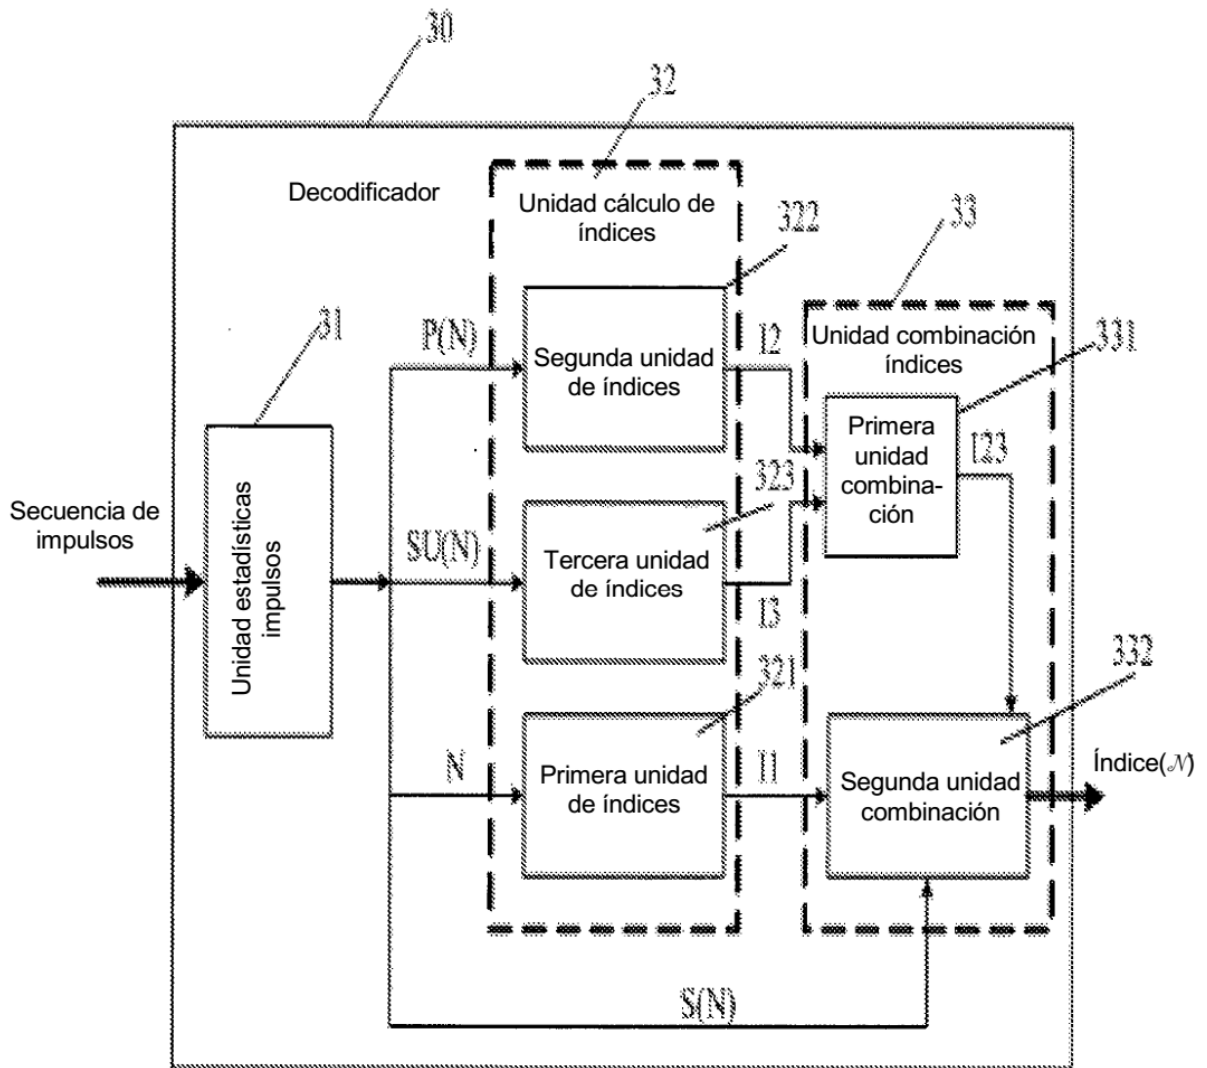 30
32
Decodificador
Unidad cálculo de
índices
322
33
31
P(N)
I2
Unidad combinación
índices
331
Segunda unidad
de índices
Primera
unidad
combina-
ción
I23
323
Secuencia de
impulsos
Unidad estadísticas
impulsos
SU(N)
Tercera unidad
de índices
I3
321
332
N
Primera unidad
de índices
I1
Segunda unidad
combinación
Índice(𝒩)
S(N)